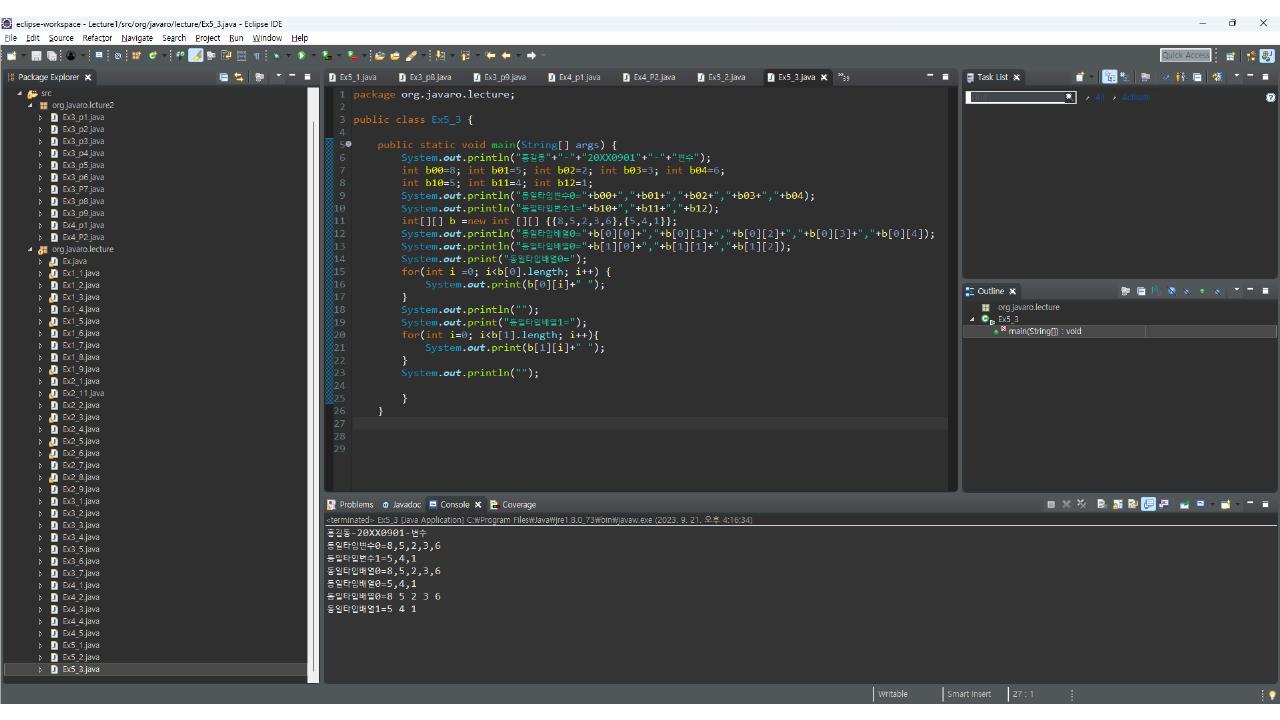 eclipse-workspace - Lecture1/src/org/javaro/lecture/Ex5_3.java - Eclipse IDE
File Edit Source Refactor Navigate Search Project Run Window Help
Quick Access
Package Explorer
src
org.javaro.lcture2
Ex3_p1.java
Ex3_p2.java
Ex3_p3.java
Ex3_p4.java
Ex3_p5.java
Ex3_p6.java
Ex3_P7.java
Ex3_p8.java
Ex3_p9.java
Ex4_p1.java
Ex4_P2.java
org.javaro.lecture
Ex.java
Ex1_1.java
Ex1_2.java
Ex1_3.java
Ex1_4.java
Ex1_5.java
Ex1_6.java
Ex1_7.java
Ex1_8.java
Ex1_9.java
Ex2_1.java
Ex2_11.java
Ex2_2.java
Ex2_3.java
Ex2_4.java
Ex2_5.java
Ex2_6.java
Ex2_7.java
Ex2_8.java
Ex2_9.java
Ex3_1.java
Ex3_2.java
Ex3_3.java
Ex3_4.java
Ex3_5.java
Ex3_6.java
Ex3_7.java
Ex4_1.java
Ex4_2.java
Ex4_3.java
Ex4_4.java
Ex4_5.java
Ex5_1.java
Ex5_2.java
Ex5_3.java
Ex5_1.java Ex3_p8.java Ex3_p9.java Ex4_p1.java Ex4_P2.java Ex5_2.java Ex5_3.java
1 package org.javaro.lecture;
2
3 public class Ex5_3 {
4
5 public static void main(String[] args) {
6 System.out.println("홍길동"+"-"+"20XX0901"+"-"+"변수");
7 int b00=8; int b01=5; int b02=2; int b03=3; int b04=6;
8 int b10=5; int b11=4; int b12=1;
9 System.out.println("동일타입변수0="+b00+","+b01+","+b02+","+b03+","+b04);
10 System.out.println("동일타입변수1="+b10+","+b11+","+b12);
11 int[][] b =new int [][] {{8,5,2,3,6},{5,4,1}};
12 System.out.println("동일타입배열0="+b[0][0]+","+b[0][1]+","+b[0][2]+","+b[0][3]+","+b[0][4]);
13 System.out.println("동일타입배열0="+b[1][0]+","+b[1][1]+","+b[1][2]);
14 System.out.print("동일타입배열0=");
15 for(int i =0; i<b[0].length; i++) {
16 System.out.print(b[0][i]+" ");
17 }
18 System.out.println("");
19 System.out.print("동일타입배열1=");
20 for(int i=0; i<b[1].length; i++){
21 System.out.print(b[1][i]+" ");
22 }
23 System.out.println("");
24
25 }
26 }
27
28
29
Task List
All Activate...
Outline
org.javaro.lecture
Ex5_3
main(String[]) : void
Problems Javadoc Console Coverage
<terminated> Ex5_3 [Java Application] C:₩Program Files₩Java₩jre1.8.0_73₩bin₩javaw.exe (2023. 9. 21. 오후 4:16:34)
홍길동-20XX0901-변수
동일타입변수0=8,5,2,3,6
동일타입변수1=5,4,1
동일타입배열0=8,5,2,3,6
동일타입배열0=5,4,1
동일타입배열0=8 5 2 3 6
동일타입배열1=5 4 1
Writable Smart Insert 27 : 1